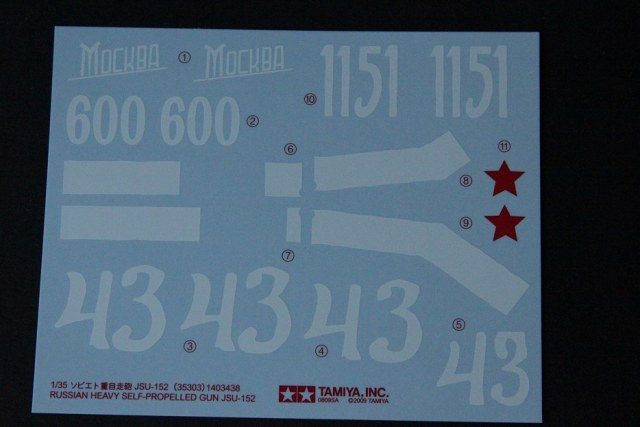 МОСКВА ① МОСКВА
1151 1151
⑩
600 600 ②
⑥
⑪
⑧
⑨
⑦
43 43 43
③
④
⑤
43
1/35 ソビエト重自走砲 JSU-152 (35303) 1403438
RUSSIAN HEAVY SELF-PROPELLED GUN JSU-152
TAMIYA, INC.
©2009 TAMIYA